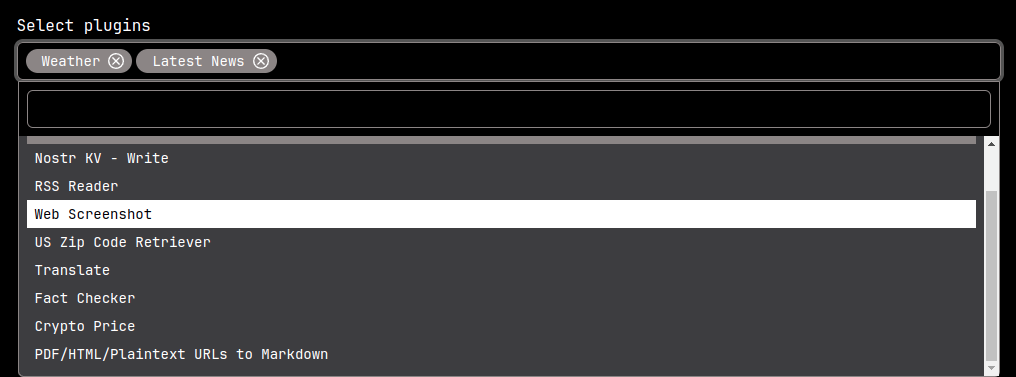 Select plugins
Weather Latest News
Nostr KV - Write
RSS Reader
Web Screenshot
US Zip Code Retriever
Translate
Fact Checker
Crypto Price
PDF/HTML/Plaintext URLs to Markdown